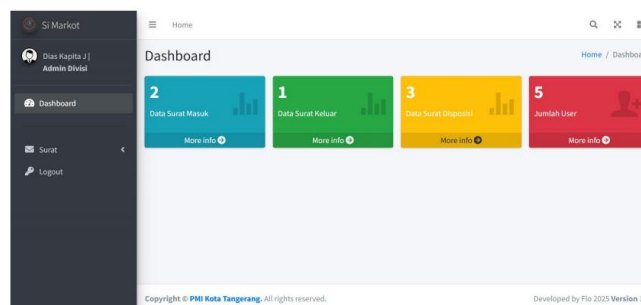 Si Markot
Home
Dias Kapita J |
Admin Divisi
Dashboard
Home / Dashboa
Dashboard
2
Data Surat Masuk
More info
1
Data Surat Keluar
More info
3
Data Surat Disposisi
More info
5
Jumlah User
More info
Surat
Logout
Copyright © PMI Kota Tangerang. All rights reserved.
Developed by Flo 2025 Version